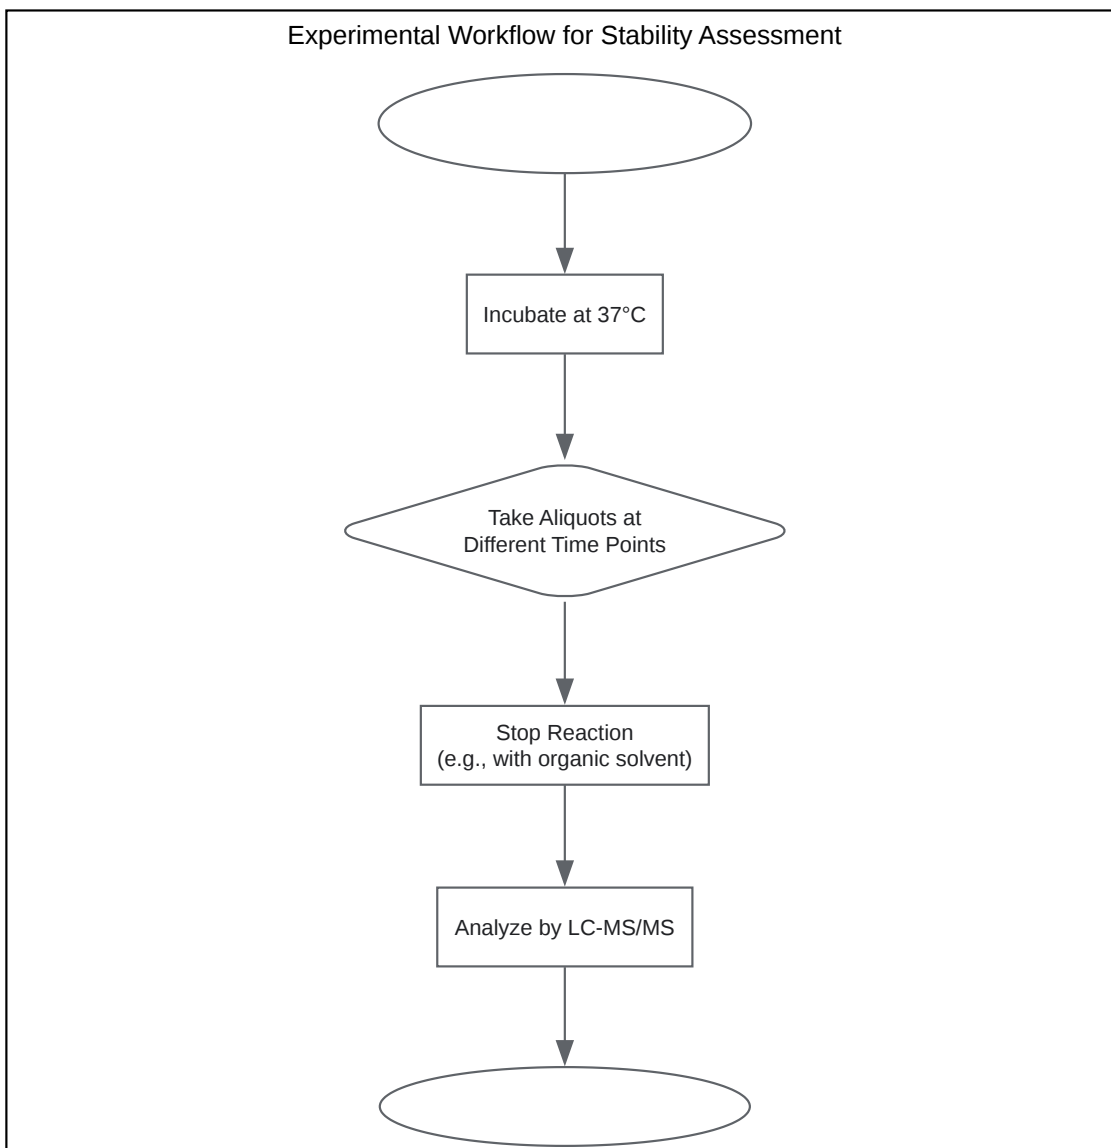 Experimental Workflow for Stability Assessment
Incubate at 37°C
Take Aliquots at
Different Time Points
Stop Reaction
(e.g., with organic solvent)
Analyze by LC-MS/MS